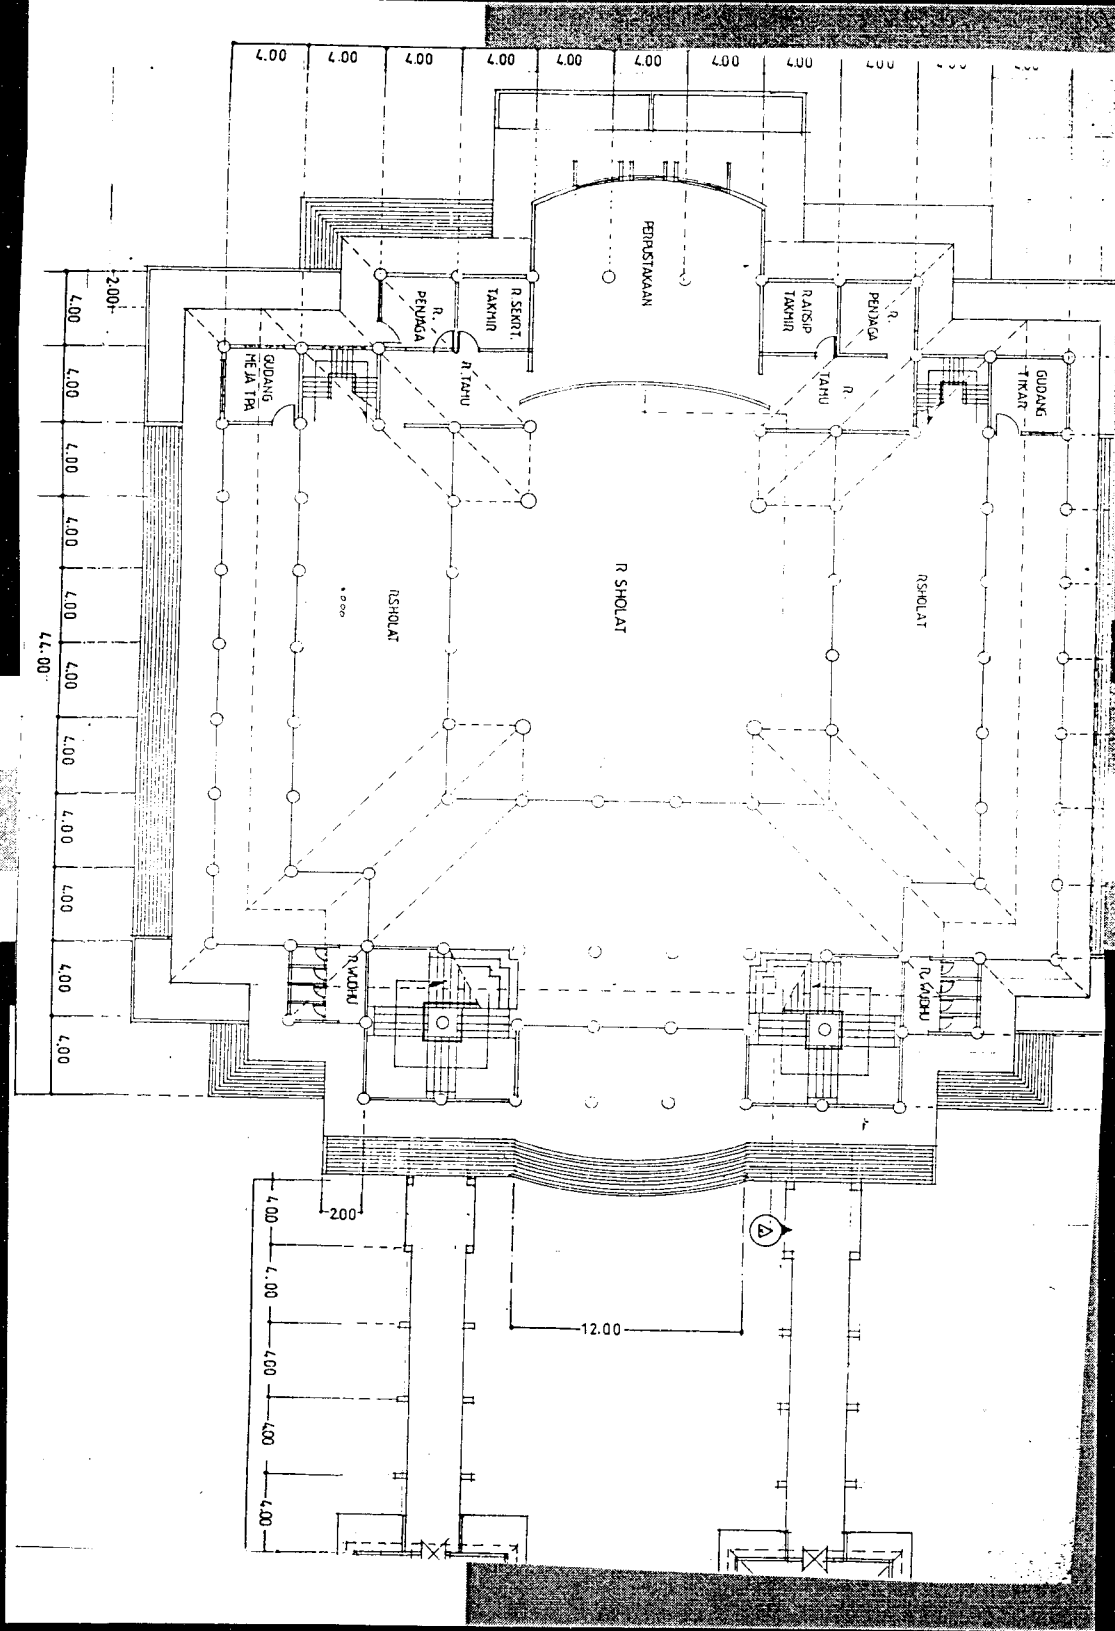 4.00
4.00
4.00
4.00
4.00
4.00
4.00
4.00
PERPUSTAKAAN
R. SEKRT.
TAKMIR
R.
PENJAGA
R. ARSIP
TAKMIR
R.
PENJAGA
R. TAMU
R.
TAMU
GUDANG
MEJA TPA
GUDANG
TIKAR
R SHOLAT
R.SHOLAT
R.SHOLAT
R. WUDHU
R. WUDHU
2.00
4.00
4.00
4.00
4.00
4.00
4.00
4.00
4.00
4.00
4.00
4.00
44.00
2.00
12.00
4.00
4.00
4.00
4.00
4.00